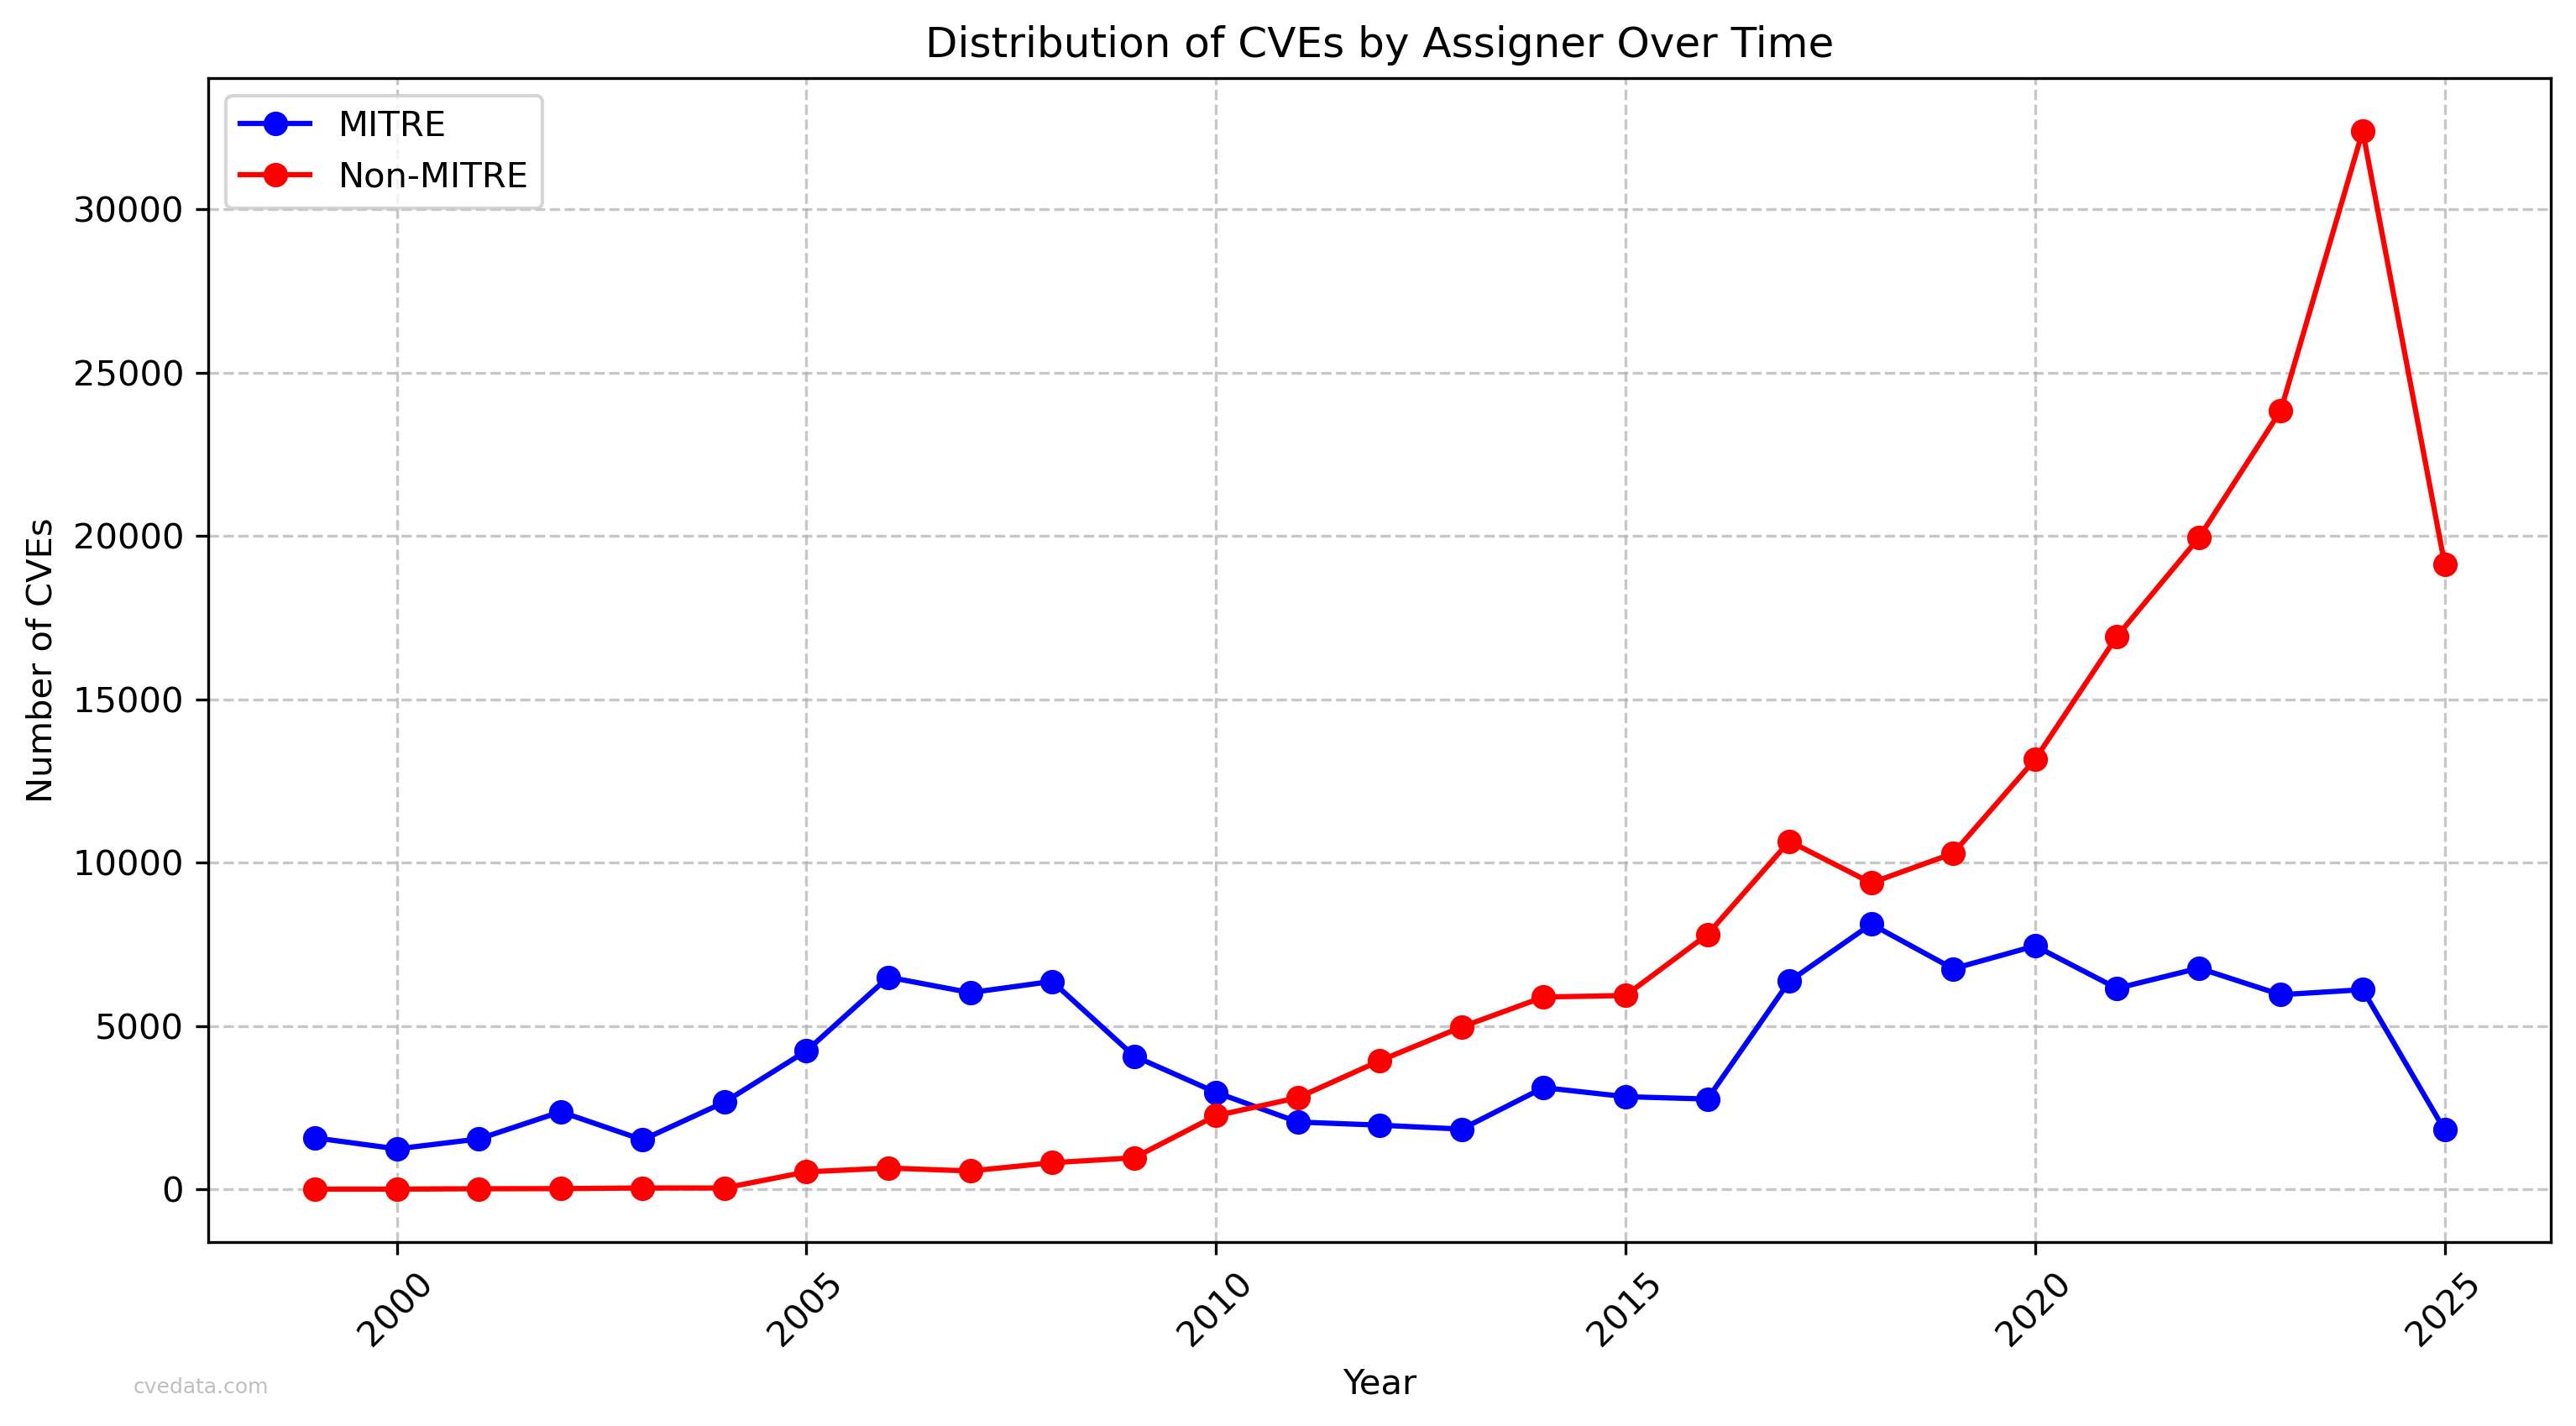 Distribution of CVEs by Assigner Over Time
MITRE
Non-MITRE
30000
25000
20000
15000
10000
5000
0
Number of CVEs
2000
2005
2010
2015
2020
2025
Year
cvedata.com